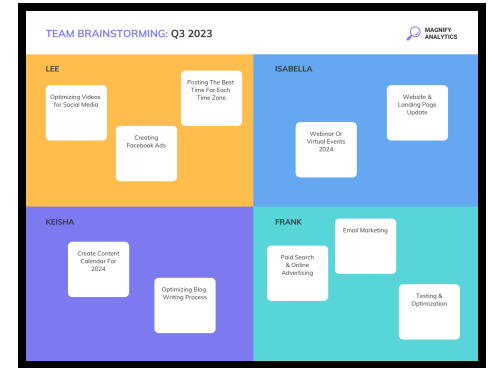 TEAM BRAINSTORMING: Q3 2023
MAGNIFY
ANALYTICS
LEE
Optimizing Videos
for Social Media
Posting The Best
Time For Each
Time Zone
Creating
Facebook Ads
ISABELLA
Website &
Landing Page
Update
Webinar Or
Virtual Events
2024
KEISHA
Create Content
Calendar For
2024
Optimizing Blog
Writing Process
FRANK
Email Marketing
Paid Search
& Online
Advertising
Testing &
Optimization